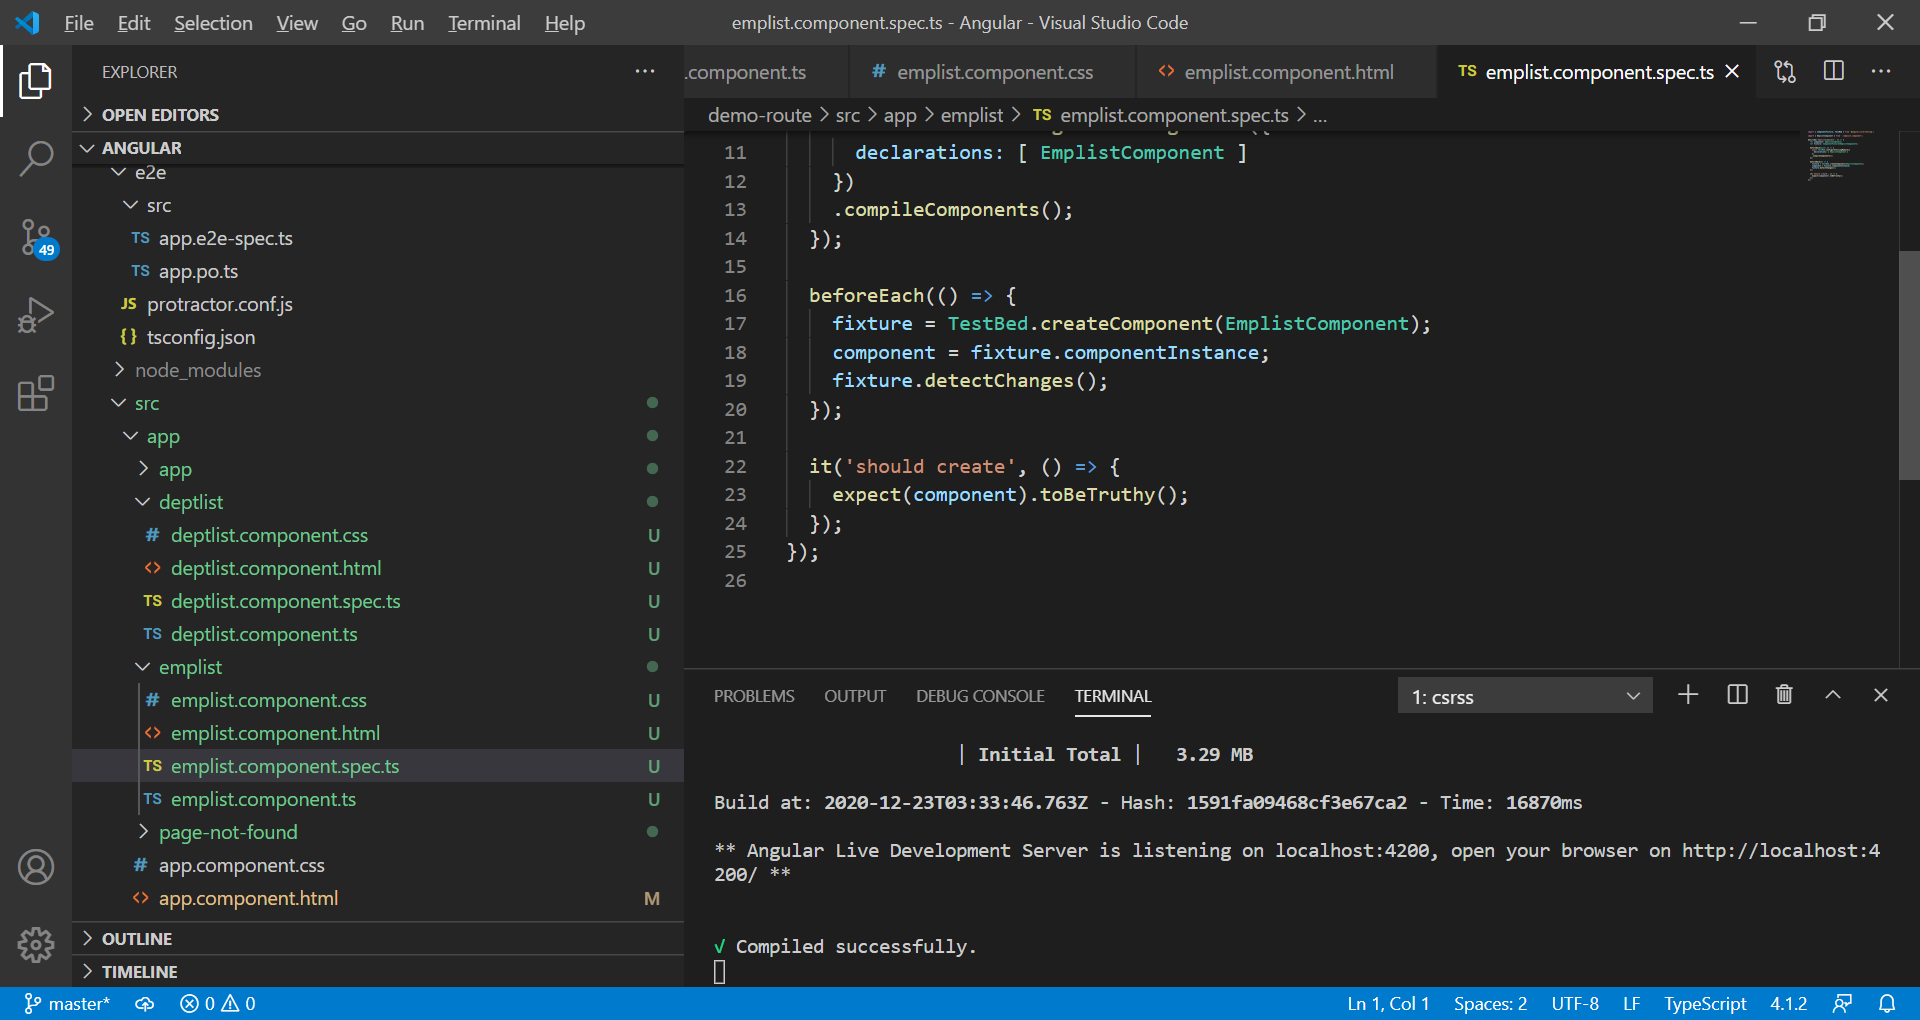 File Edit Selection View Go Run Terminal Help
emplist.component.spec.ts - Angular - Visual Studio Code
EXPLORER
OPEN EDITORS
ANGULAR
e2e
src
TS app.e2e-spec.ts
TS app.po.ts
JS protractor.conf.js
{} tsconfig.json
node_modules
src
app
app
deptlist
# deptlist.component.css U
<> deptlist.component.html U
TS deptlist.component.spec.ts U
TS deptlist.component.ts U
emplist
# emplist.component.css U
<> emplist.component.html U
TS emplist.component.spec.ts U
TS emplist.component.ts U
page-not-found
# app.component.css
<> app.component.html M
OUTLINE
TIMELINE
49
.component.ts
# emplist.component.css
<> emplist.component.html
TS emplist.component.spec.ts
demo-route > src > app > emplist > TS emplist.component.spec.ts > ...
11 declarations: [ EmplistComponent ]
12 })
13 .compileComponents();
14 });
15
16 beforeEach(() => {
17 fixture = TestBed.createComponent(EmplistComponent);
18 component = fixture.componentInstance;
19 fixture.detectChanges();
20 });
21
22 it('should create', () => {
23 expect(component).toBeTruthy();
24 });
25 });
26
PROBLEMS OUTPUT DEBUG CONSOLE TERMINAL
1: csrss
| Initial Total | 3.29 MB
Build at: 2020-12-23T03:33:46.763Z - Hash: 1591fa09468cf3e67ca2 - Time: 16870ms
** Angular Live Development Server is listening on localhost:4200, open your browser on http://localhost:4
200/ **
√ Compiled successfully.
master* 0 0
Ln 1, Col 1 Spaces: 2 UTF-8 LF TypeScript 4.1.2